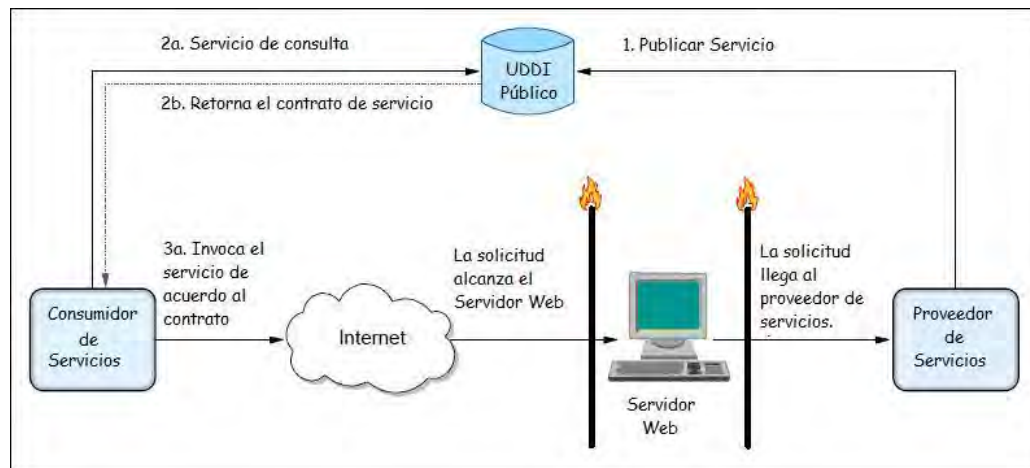 2a. Servicio de consulta
1. Publicar Servicio
UDDI
Público
2b. Retorna el contrato de servicio
3a. Invoca el
servicio de
acuerdo al
contrato
La solicitud
alcanza el
Servidor Web
La solicitud
llega al
proveedor de
servicios.
Consumidor
de
Servicios
Internet
Proveedor
de
Servicios
Servidor
Web